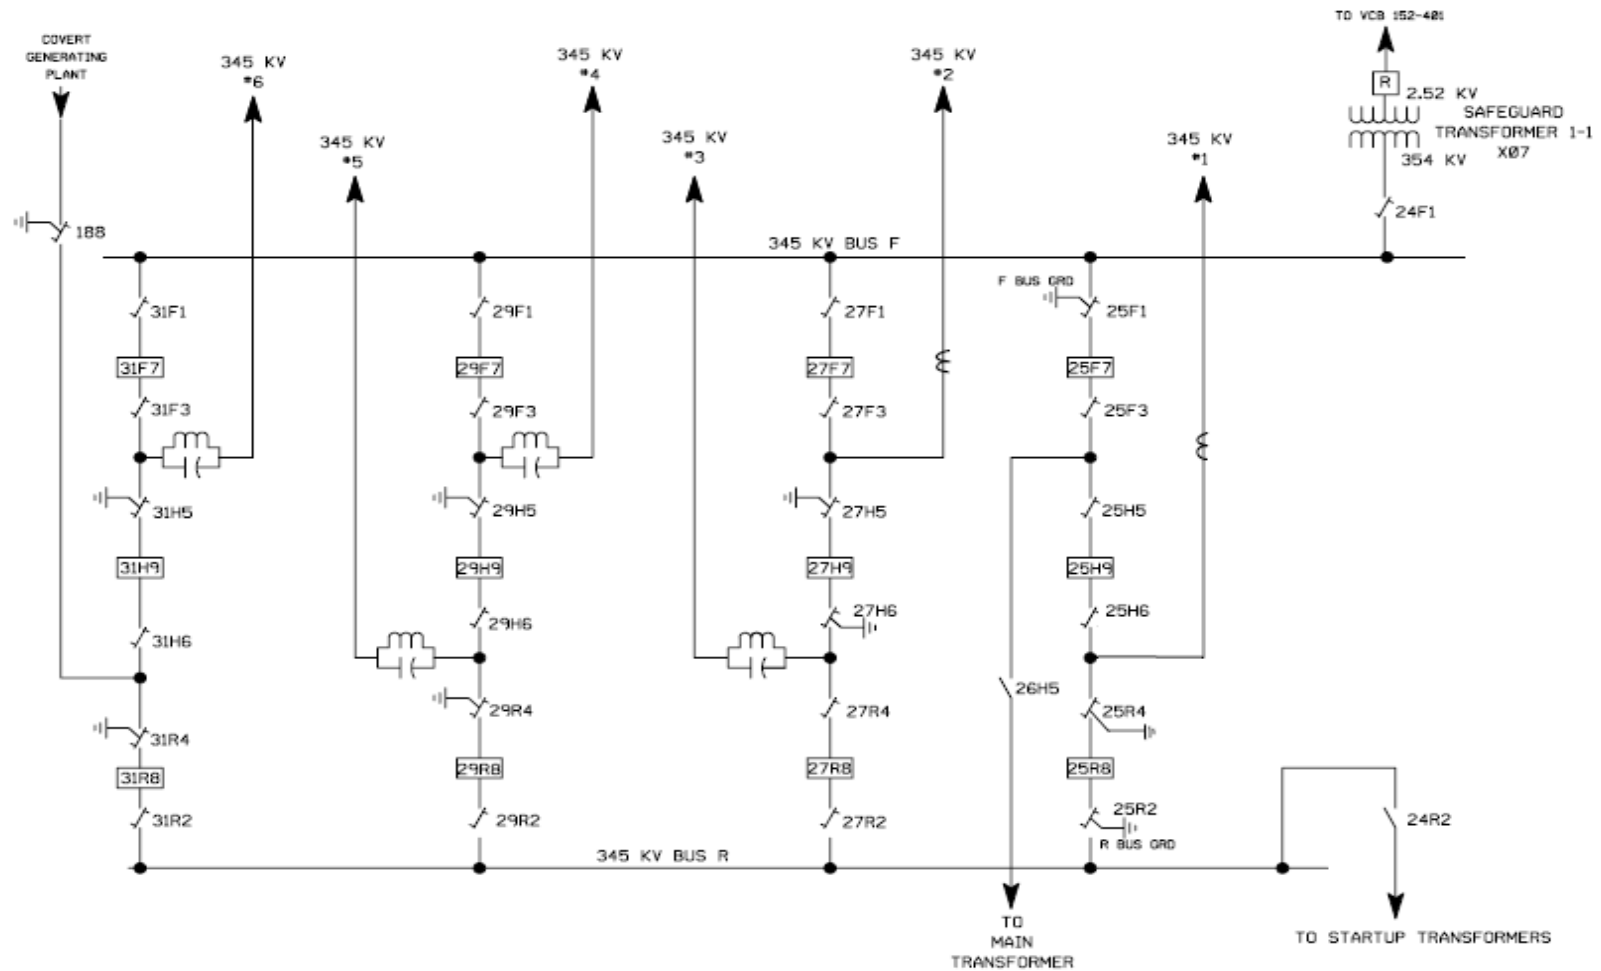 TO VCB 152-401
COVERT
GENERATING
PLANT
345 KV
#6
345 KV
#4
345 KV
#2
R
2.52 KV
SAFEGUARD
TRANSFORMER 1-1
X07
354 KV
345 KV
#5
345 KV
#3
345 KV
#1
24F1
188
345 KV BUS F
F BUS GRD
31F1
29F1
27F1
25F1
31F7
29F7
27F7
25F7
31F3
29F3
27F3
25F3
31H5
29H5
27H5
25H5
31H9
29H9
27H9
25H9
31H6
29H6
27H6
25H6
26H5
31R4
29R4
27R4
25R4
31R8
29R8
27R8
25R8
31R2
29R2
27R2
25R2
24R2
R BUS GRD
345 KV BUS R
TO
MAIN
TRANSFORMER
TO STARTUP TRANSFORMERS